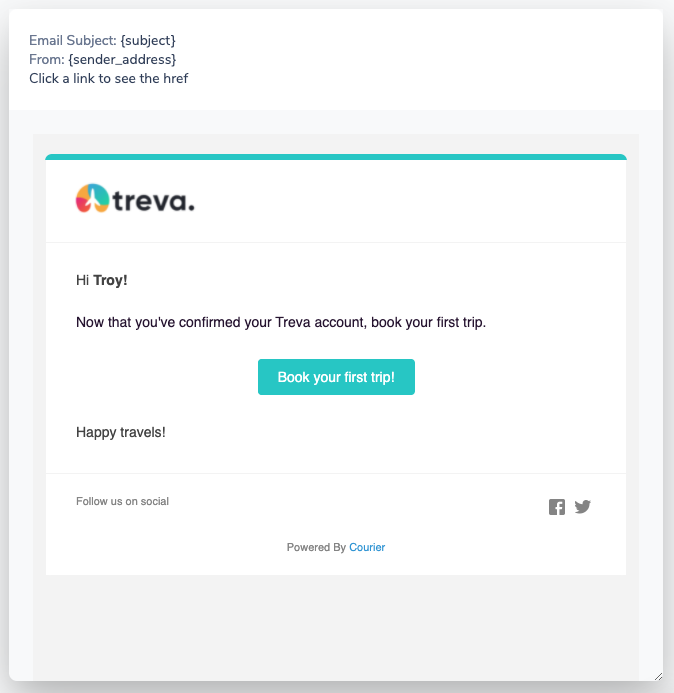 Email Subject: {subject}
From: {sender_address}
Click a link to see the href
treva.
Hi Troy!
Now that you've confirmed your Treva account, book your first trip.
Book your first trip!
Happy travels!
Follow us on social
Powered By Courier